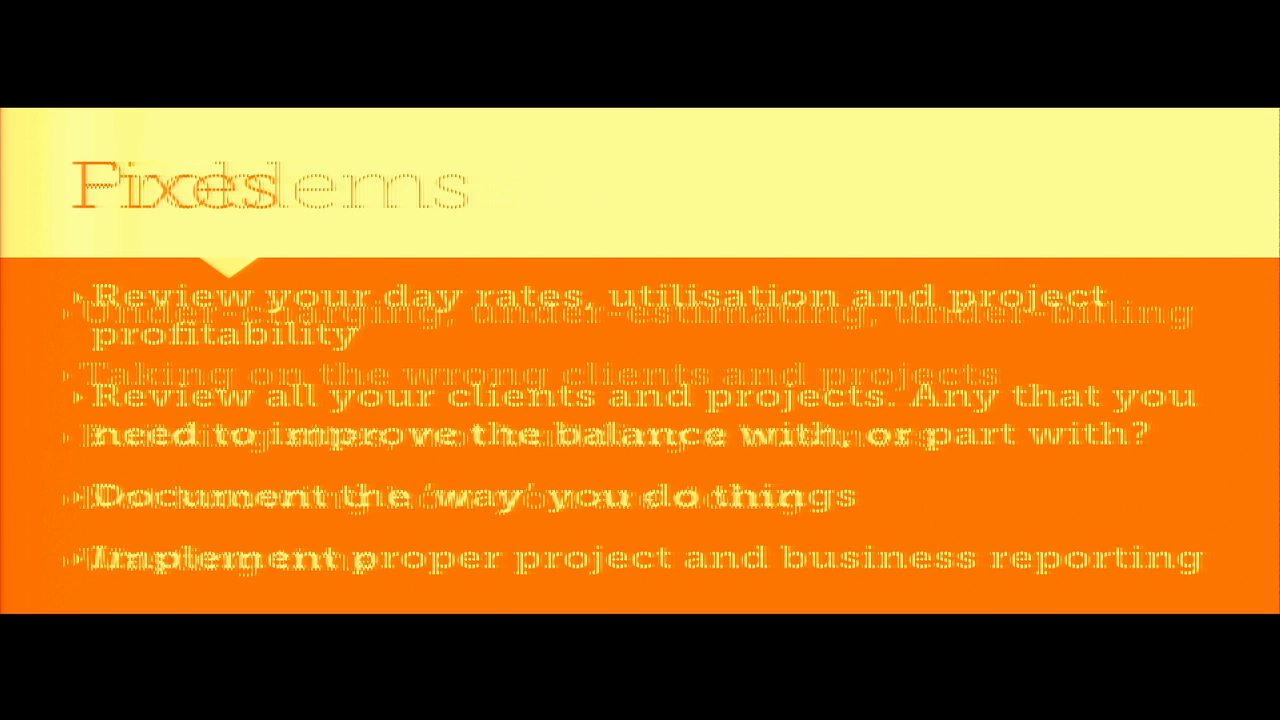 Fixes
Problems
Review your day rates, utilisation and project
Under-charging, under-estimating, under-billing
profitability
Taking on the wrong clients and projects
Review all your clients and projects. Any that you
need to improve the balance with, or part with?
Document the ‘way’ you do things
Implement proper project and business reporting